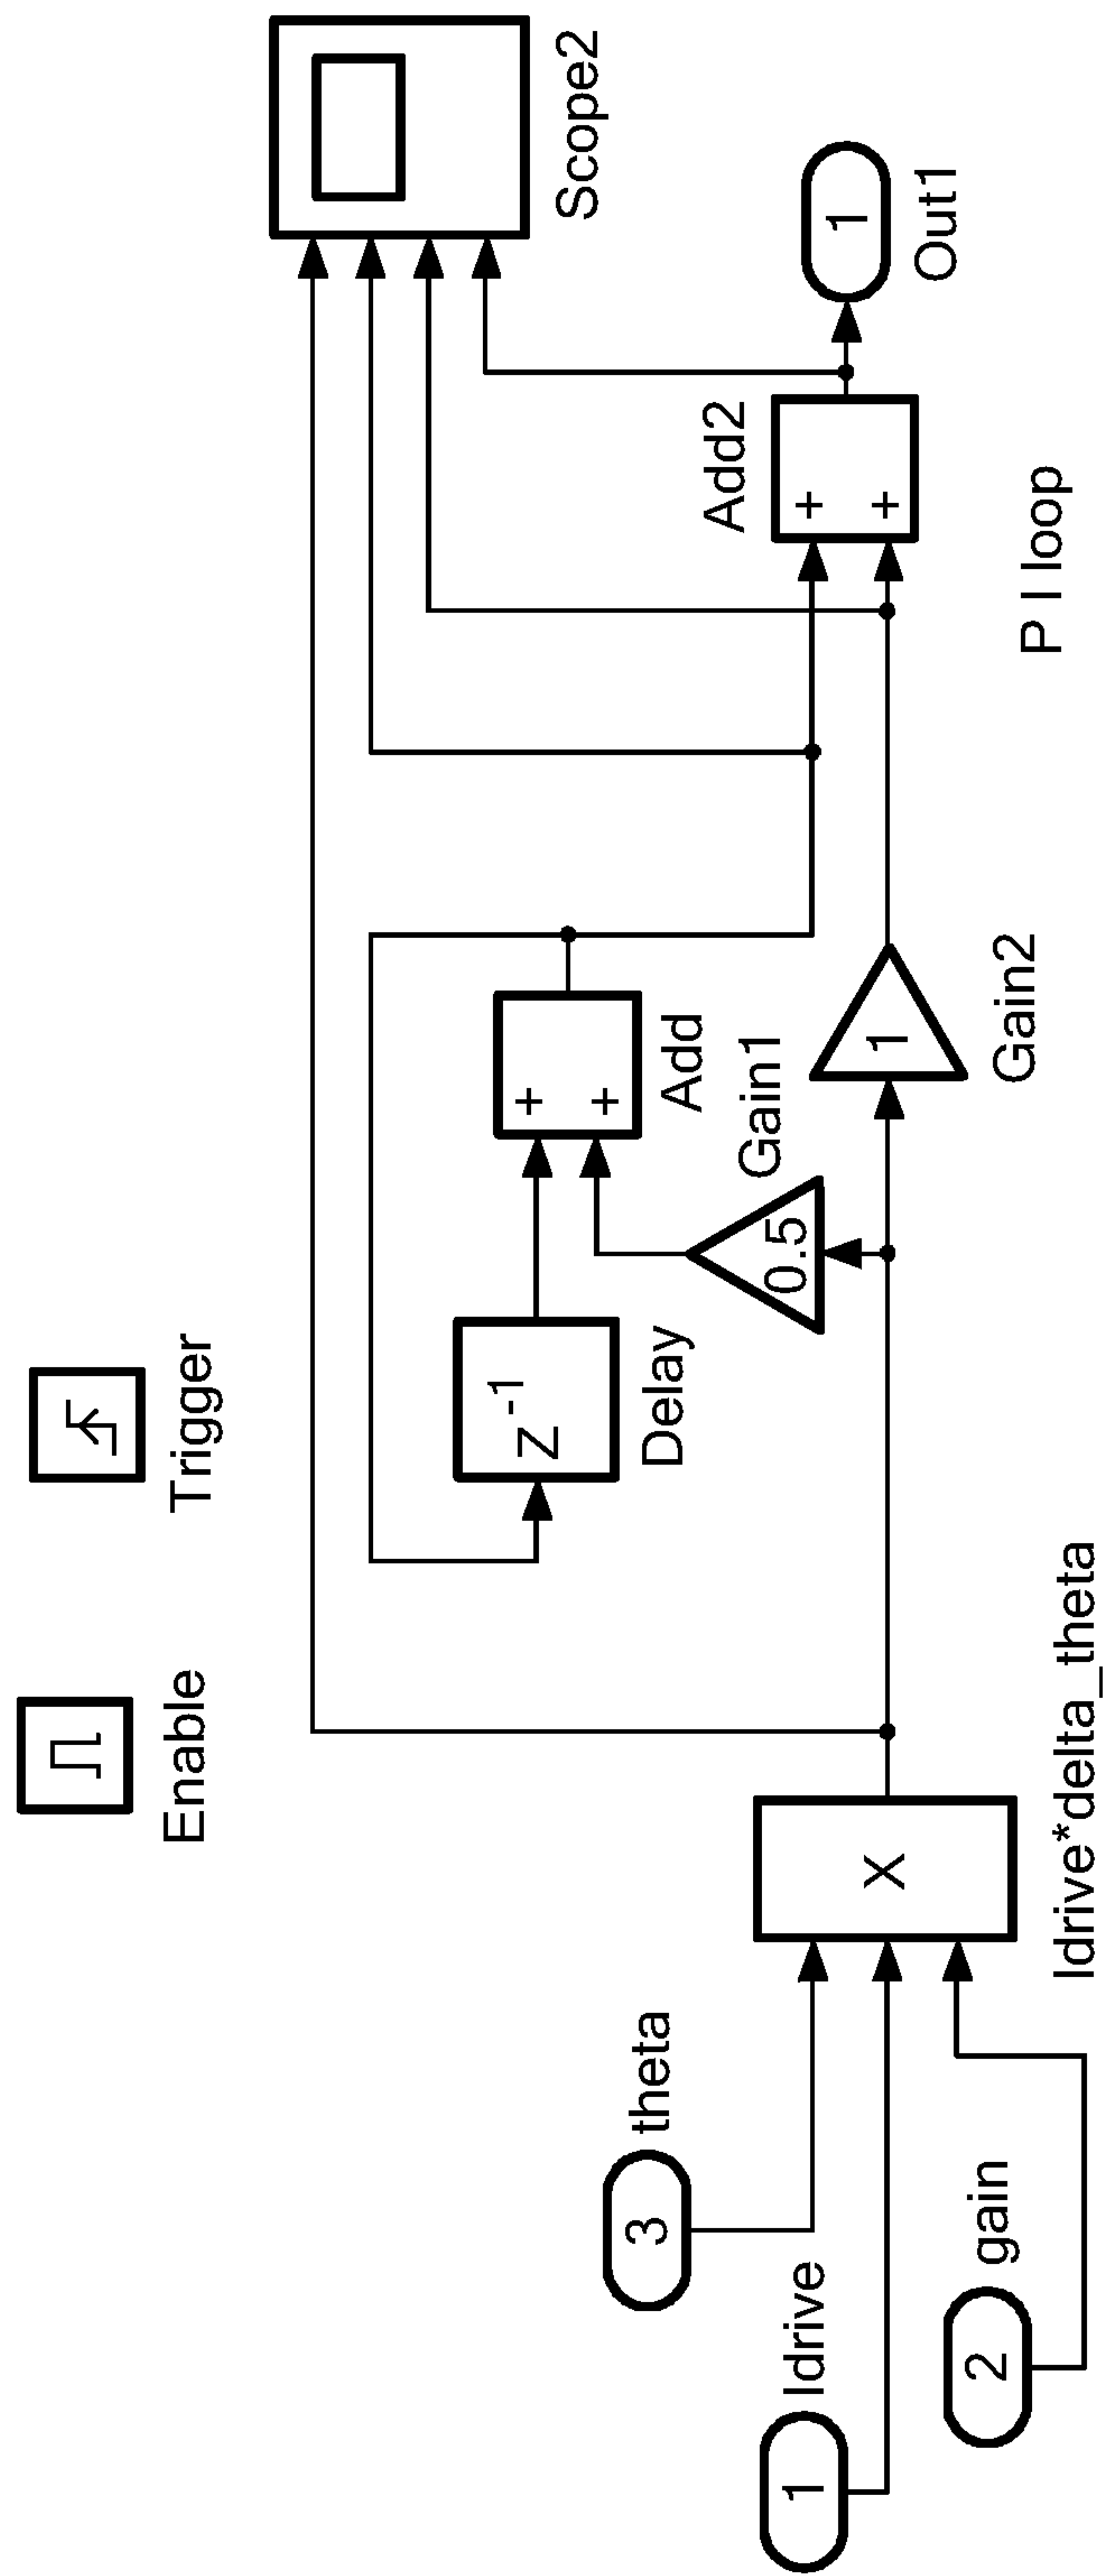 Enable
Trigger
Scope2
z-1
Delay
+
+
Add
0.5
Gain1
3
theta
1
Idrive
2
gain
X
Idrive*delta_theta
1
Gain2
+
+
Add2
1
Out1
P I loop